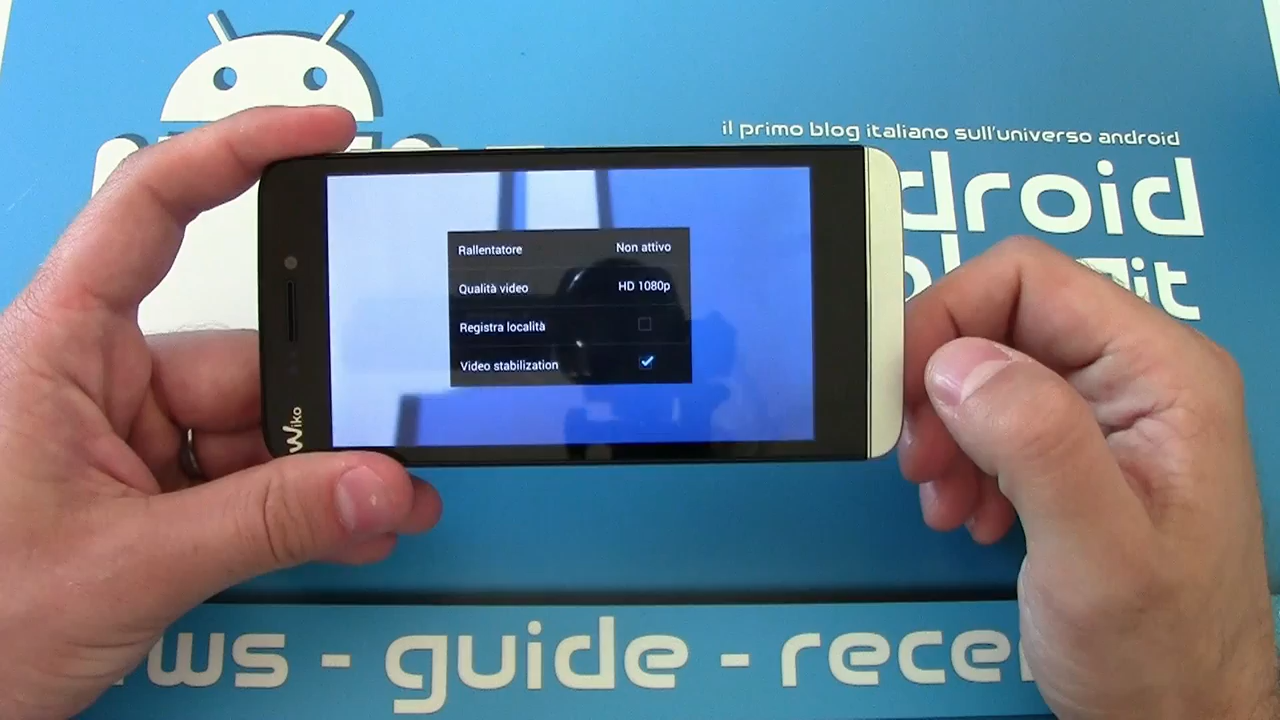 il primo blog italiano sull'universo android
droid
it
Rallentatore Non attivo
Qualità video HD 1080p
Registra località
Video stabilization
Wiko
ws - guide - rece